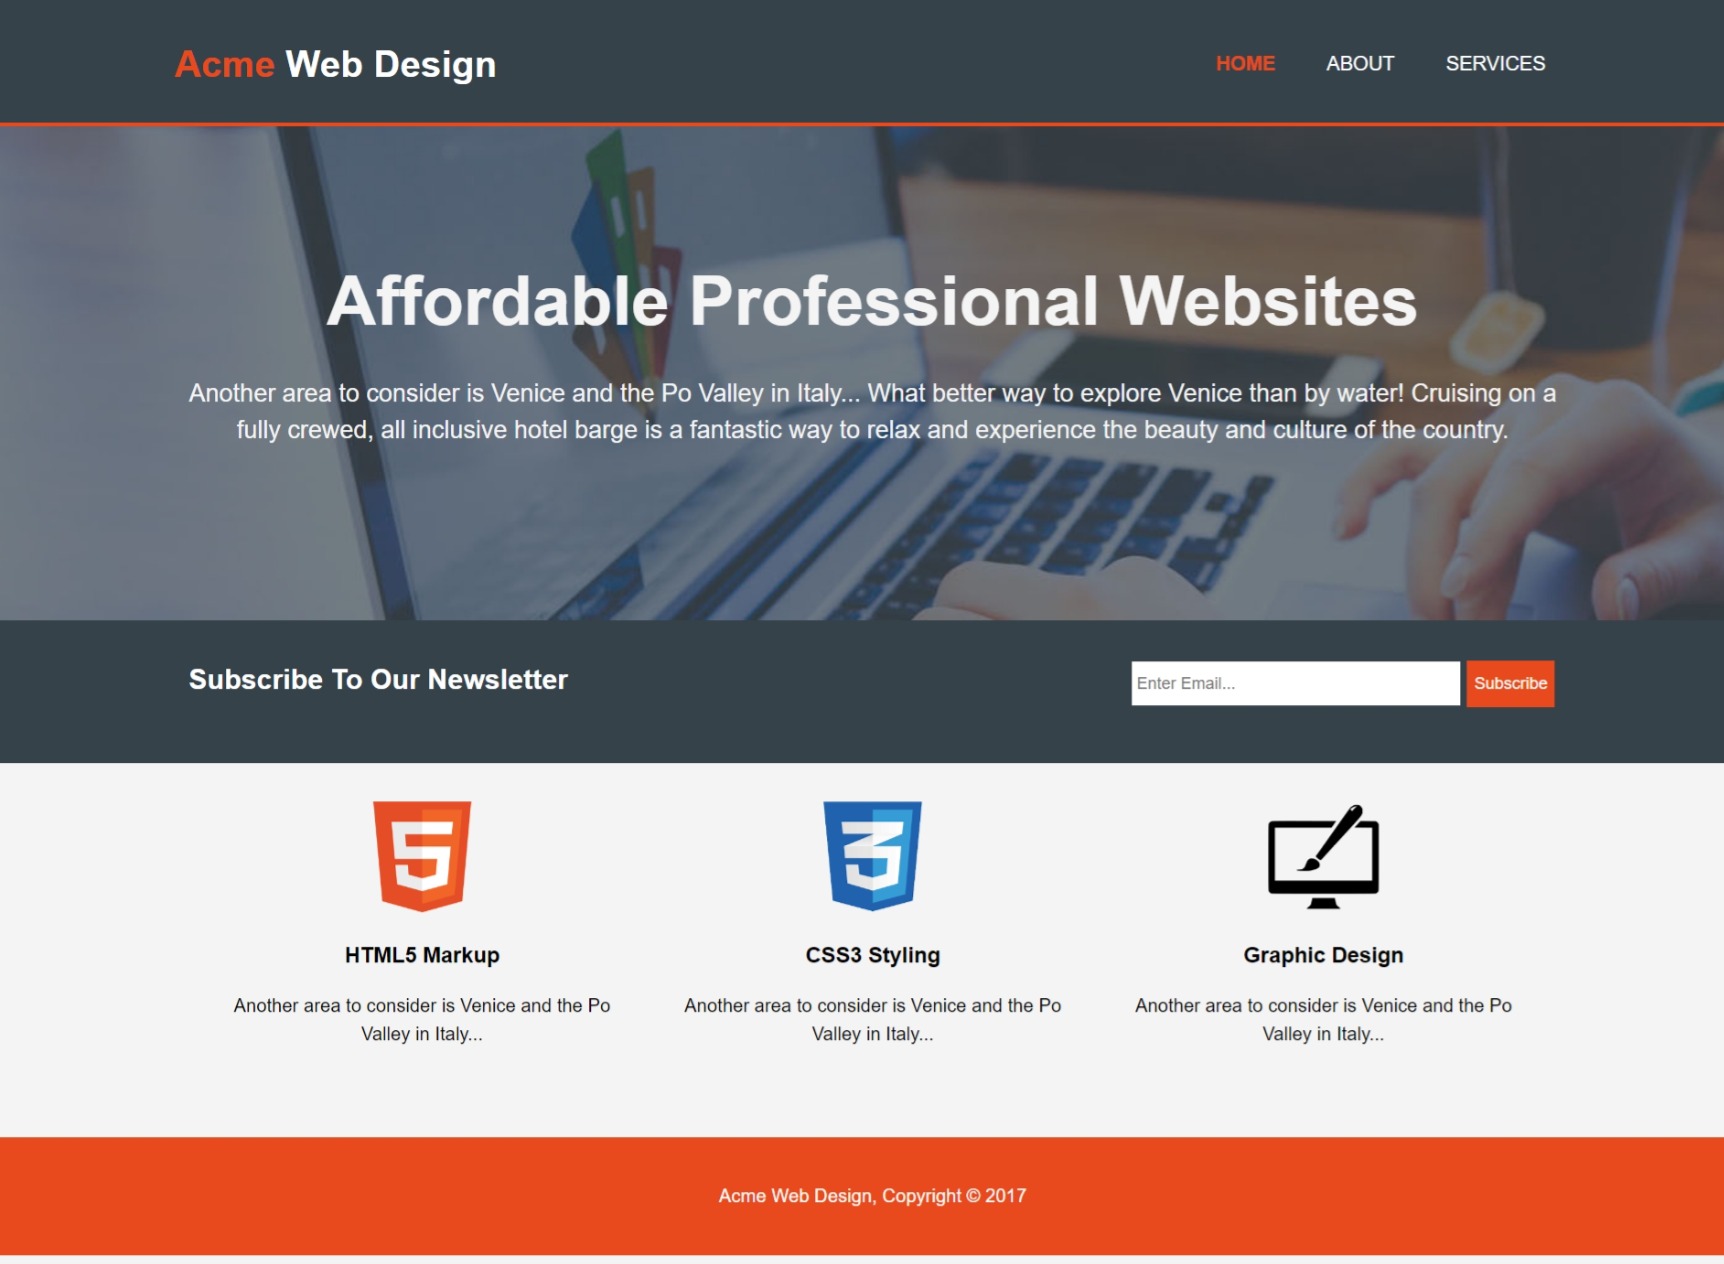 Acme Web Design
HOME ABOUT SERVICES
Affordable Professional Websites
Another area to consider is Venice and the Po Valley in Italy... What better way to explore Venice than by water! Cruising on a
fully crewed, all inclusive hotel barge is a fantastic way to relax and experience the beauty and culture of the country.
Subscribe To Our Newsletter
Enter Email...
Subscribe
HTML5 Markup
Another area to consider is Venice and the Po
Valley in Italy...
CSS3 Styling
Another area to consider is Venice and the Po
Valley in Italy...
Graphic Design
Another area to consider is Venice and the Po
Valley in Italy...
Acme Web Design, Copyright © 2017